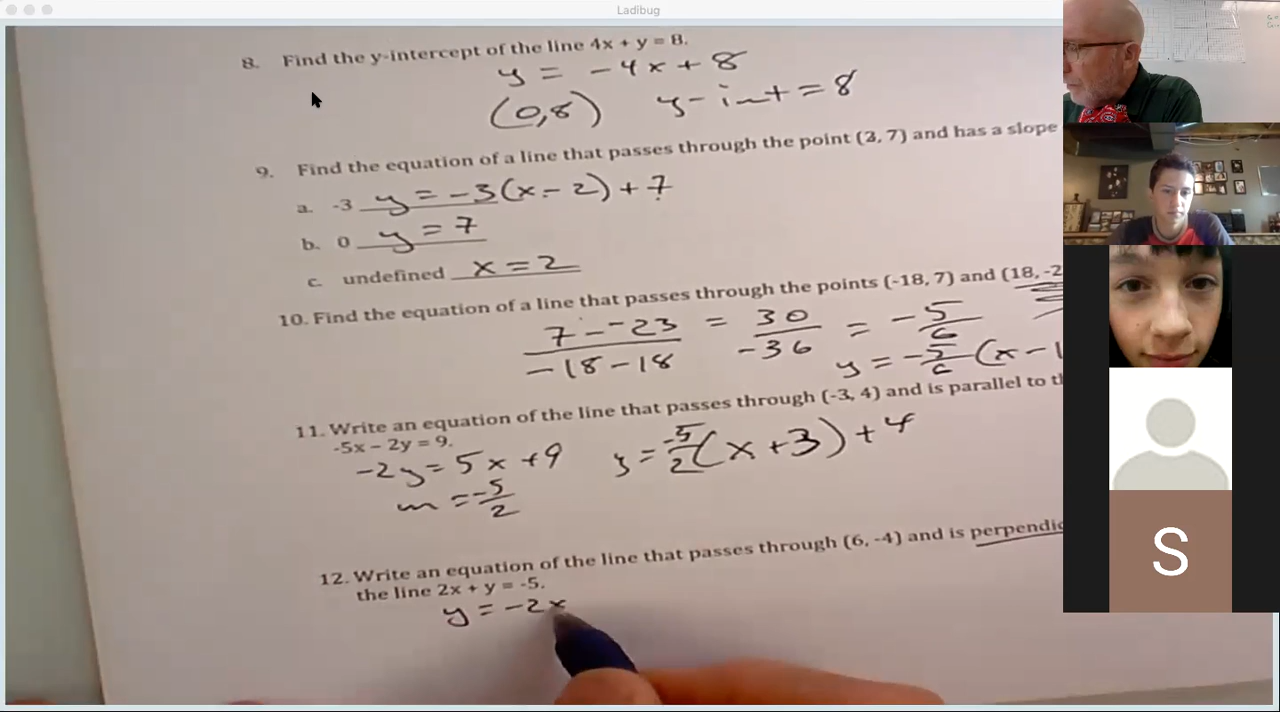 Ladibug
8. Find the y-intercept of the line 4x + y = 8.
y = -4x + 8
(0,8) y-int = 8
9. Find the equation of a line that passes through the point (2, 7) and has a slope
a. -3 y = -3(x - 2) + 7
b. 0 y = 7
c. undefined x = 2
10. Find the equation of a line that passes through the points (-18, 7) and (18, -2
7 - -23 / -18 - 18 = 30 / -36 = -5/6
y = -5/6 (x - 1
11. Write an equation of the line that passes through (-3, 4) and is parallel to th
-5x – 2y = 9.
-2y = 5x + 9 y = -5/2 (x + 3) + 4
m = -5/2
12. Write an equation of the line that passes through (6, -4) and is perpendic
the line 2x + y = -5.
y = -2x
S